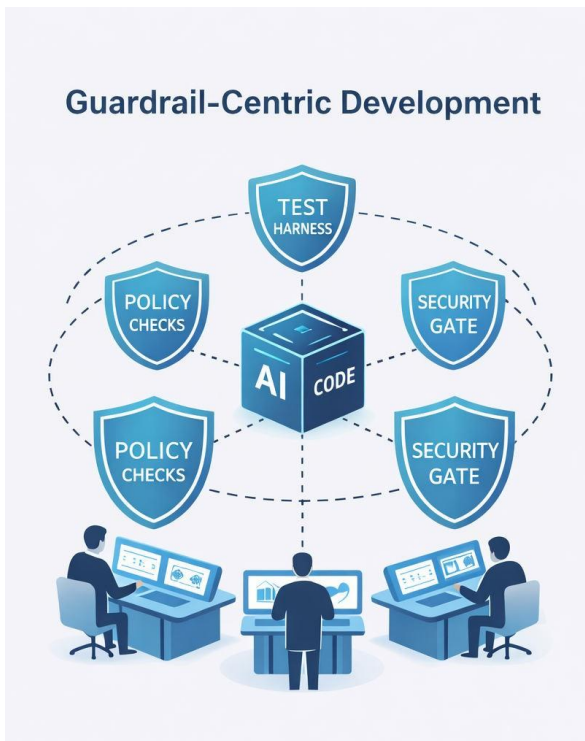 Guardrail-Centric Development
TEST
HARNESS
POLICY
CHECKS
SECURITY
GATE
AI CODE
POLICY
CHECKS
SECURITY
GATE